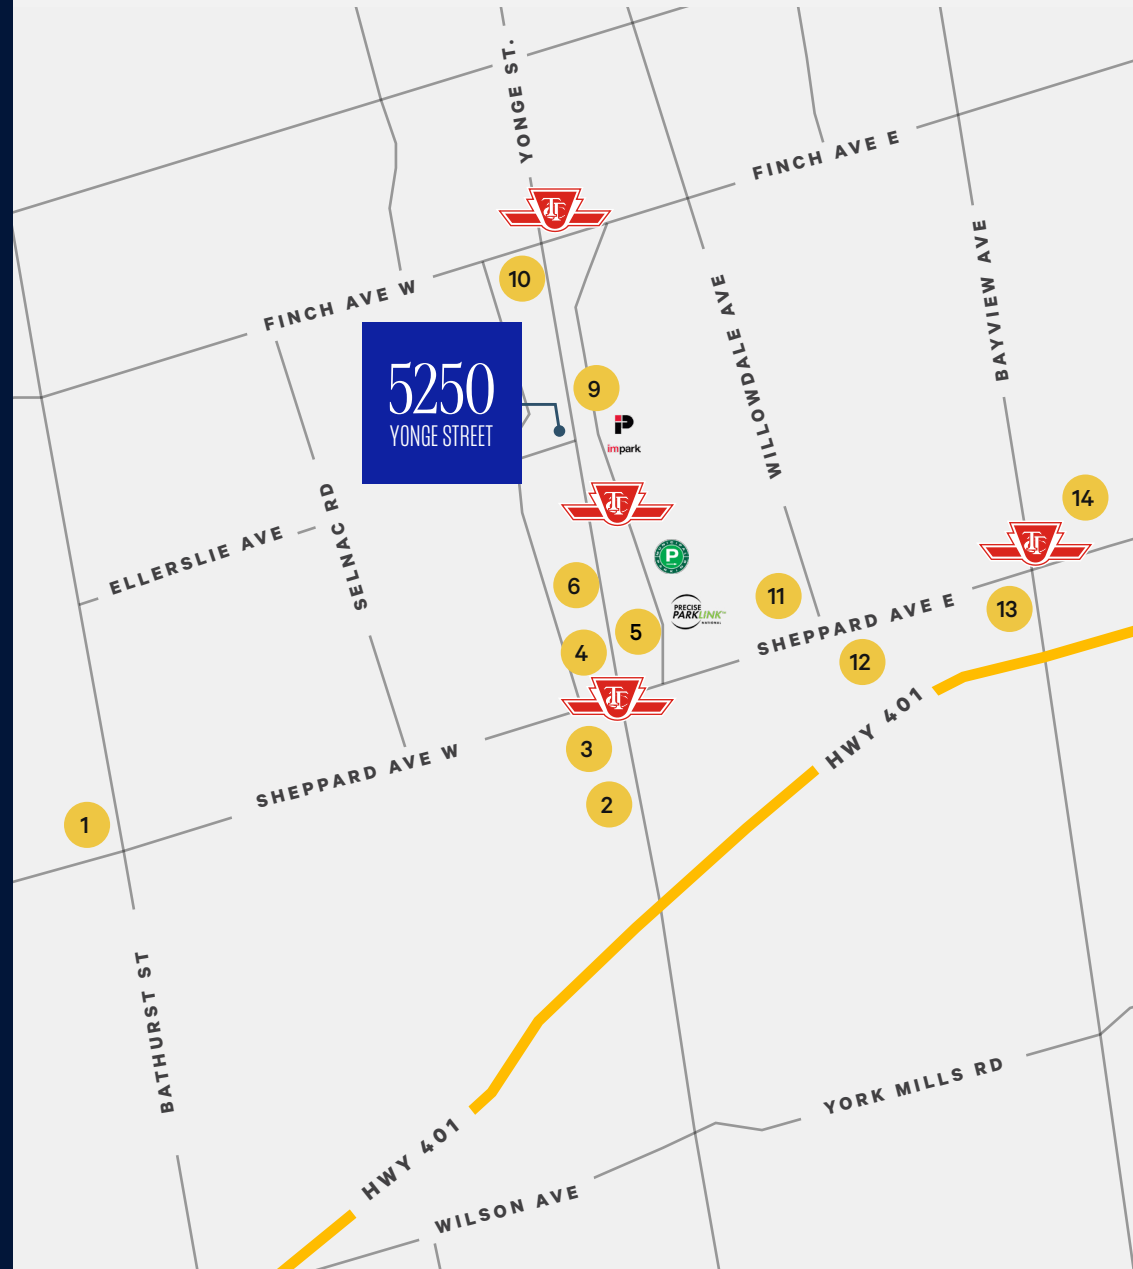 YONGE ST.
FINCH AVE E
BAYVIEW AVE
10
FINCH AVE W
WILLOWDALE AVE
5250
YONGE STREET
9
impark
14
SELNAC RD
ELLERSLIE AVE
P
6
11
13
PRECISE
PARKLINK™
NATIONAL
5
SHEPPARD AVE E
4
12
HWY 401
3
SHEPPARD AVE W
2
1
BATHURST ST
YORK MILLS RD
HWY 401
WILSON AVE